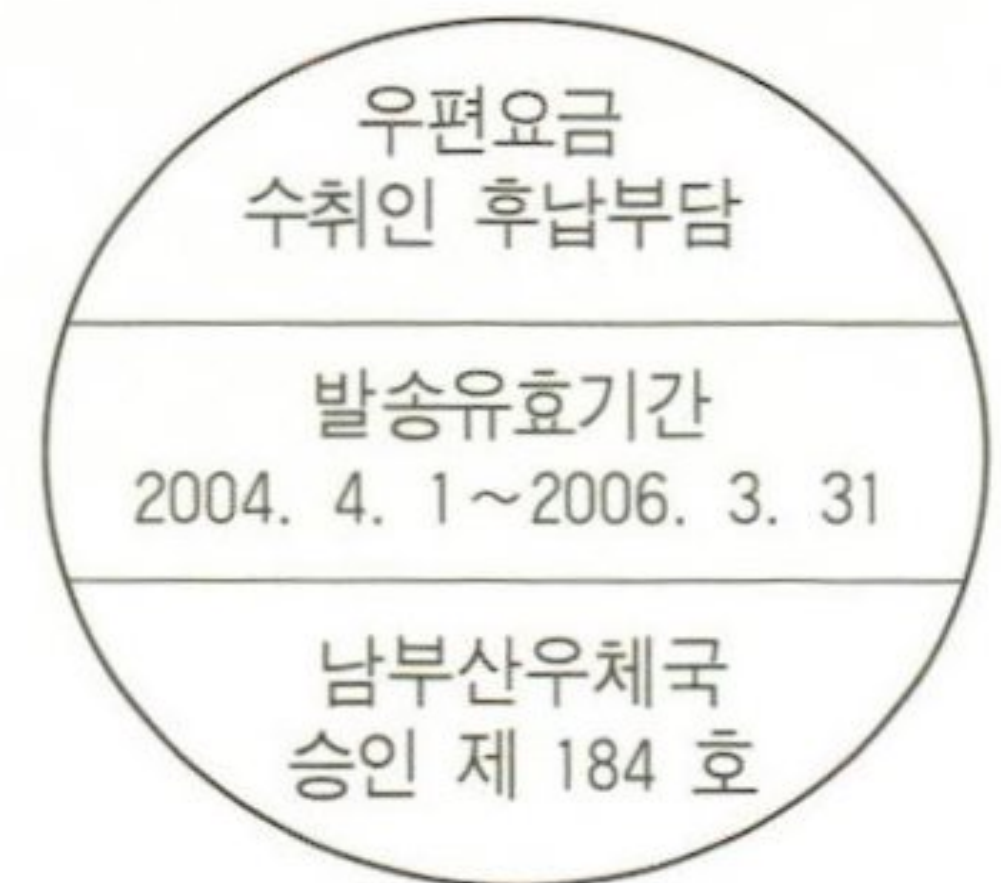 우편요금
수취인 후납부담
발송유효기간
2004. 4. 1~2006. 3. 31
남부산우체국
승인 제 184 호